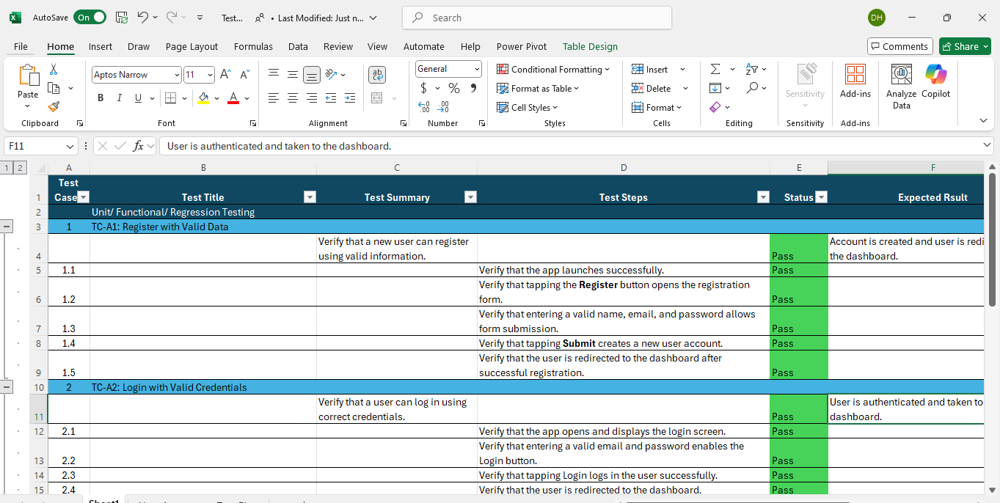 AutoSave On Test... • Last Modified: Just n... Search DH
File Home Insert Draw Page Layout Formulas Data Review View Automate Help Power Pivot Table Design Comments Share
Aptos Narrow 11 General Conditional Formatting Insert
Paste B I U A $ % Format as Table Delete Sensitivity Add-ins Analyze Data Copilot
Cell Styles Format
Clipboard Font Alignment Number Styles Cells Editing Sensitivity Add-ins
F11 fx User is authenticated and taken to the dashboard.
1 2 A B C D E F
1 Test Case Test Title Test Summary Test Steps Status Expected Rsult
2 Unit/ Functional/ Regression Testing
3 1 TC-A1: Register with Valid Data
Verify that a new user can register Account is created and user is redi
4 using valid information. Pass the dashboard.
5 1.1 Verify that the app launches successfully. Pass
Verify that tapping the Register button opens the registration
6 1.2 form. Pass
Verify that entering a valid name, email, and password allows
7 1.3 form submission. Pass
8 1.4 Verify that tapping Submit creates a new user account. Pass
Verify that the user is redirected to the dashboard after
9 1.5 successful registration. Pass
10 2 TC-A2: Login with Valid Credentials
Verify that a user can log in using User is authenticated and taken to
11 correct credentials. Pass dashboard.
12 2.1 Verify that the app opens and displays the login screen. Pass
Verify that entering a valid email and password enables the
13 2.2 Login button. Pass
14 2.3 Verify that tapping Login logs in the user successfully. Pass
15 2.4 Verify that the user is redirected to the dashboard. Pass
Sheet1